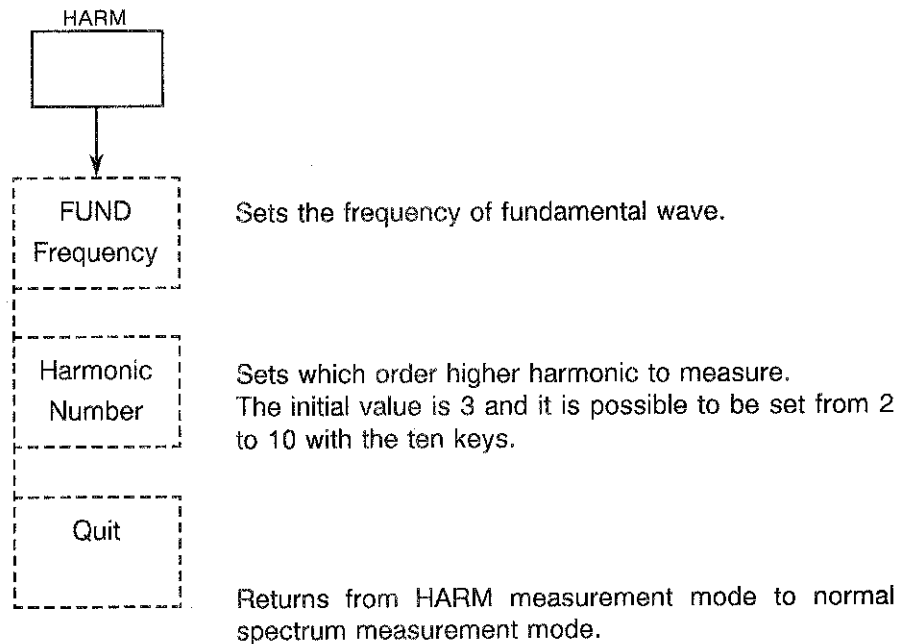 HARM
FUND
Frequency
Sets the frequency of fundamental wave.
Harmonic
Number
Sets which order higher harmonic to measure.
The initial value is 3 and it is possible to be set from 2
to 10 with the ten keys.
Quit
Returns from HARM measurement mode to normal
spectrum measurement mode.